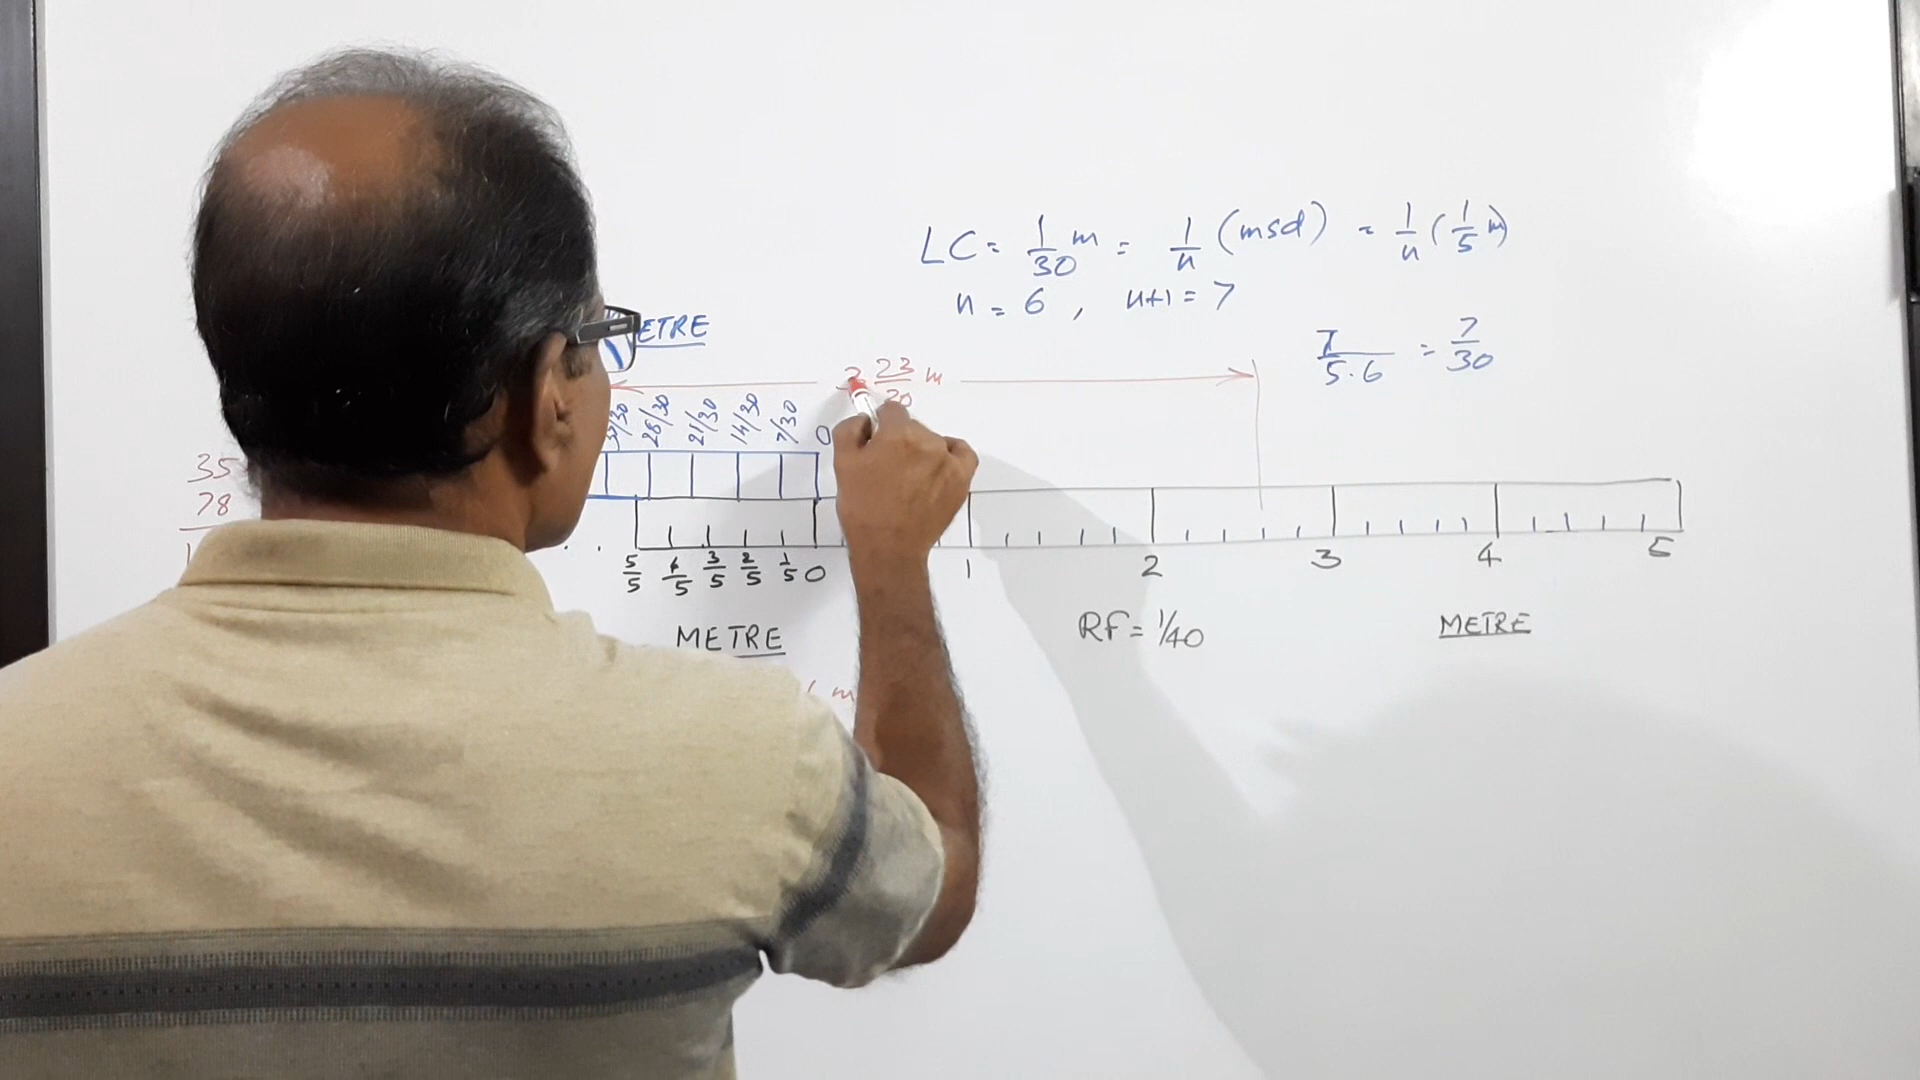 LC = 1/30 m = 1/n (msd) = 1/n (1/5 m)
n = 6 , n+1 = 7
7/5.6 = 7/30
ETRE
23/30 m
28/30 21/30 14/30 7/30 0
35
78
5/5 4/5 3/5 2/5 1/5 0 1 2 3 4 5
METRE RF = 1/40 METRE
m